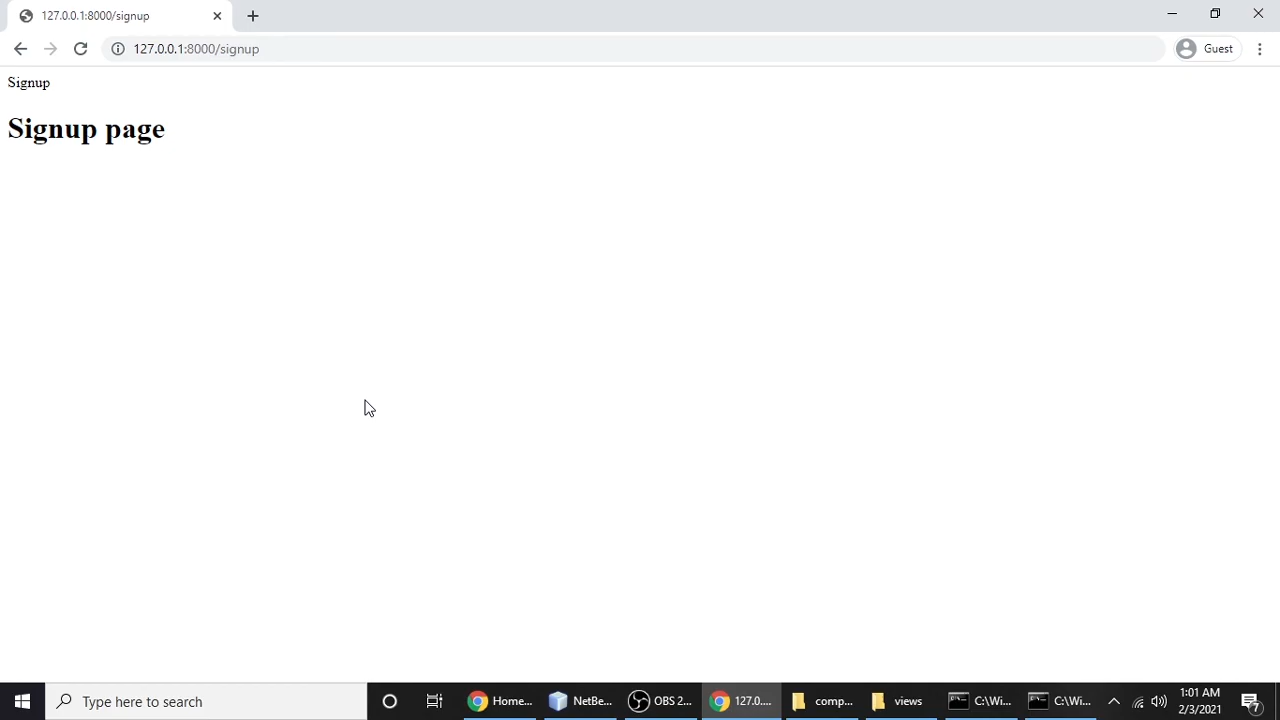 127.0.0.1:8000/signup
127.0.0.1:8000/signup
Guest
Signup
Signup page
Type here to search
Home...
NetBe...
OBS 2...
127.0....
comp...
views
C:\Wi...
C:\Wi...
1:01 AM
2/3/2021
7